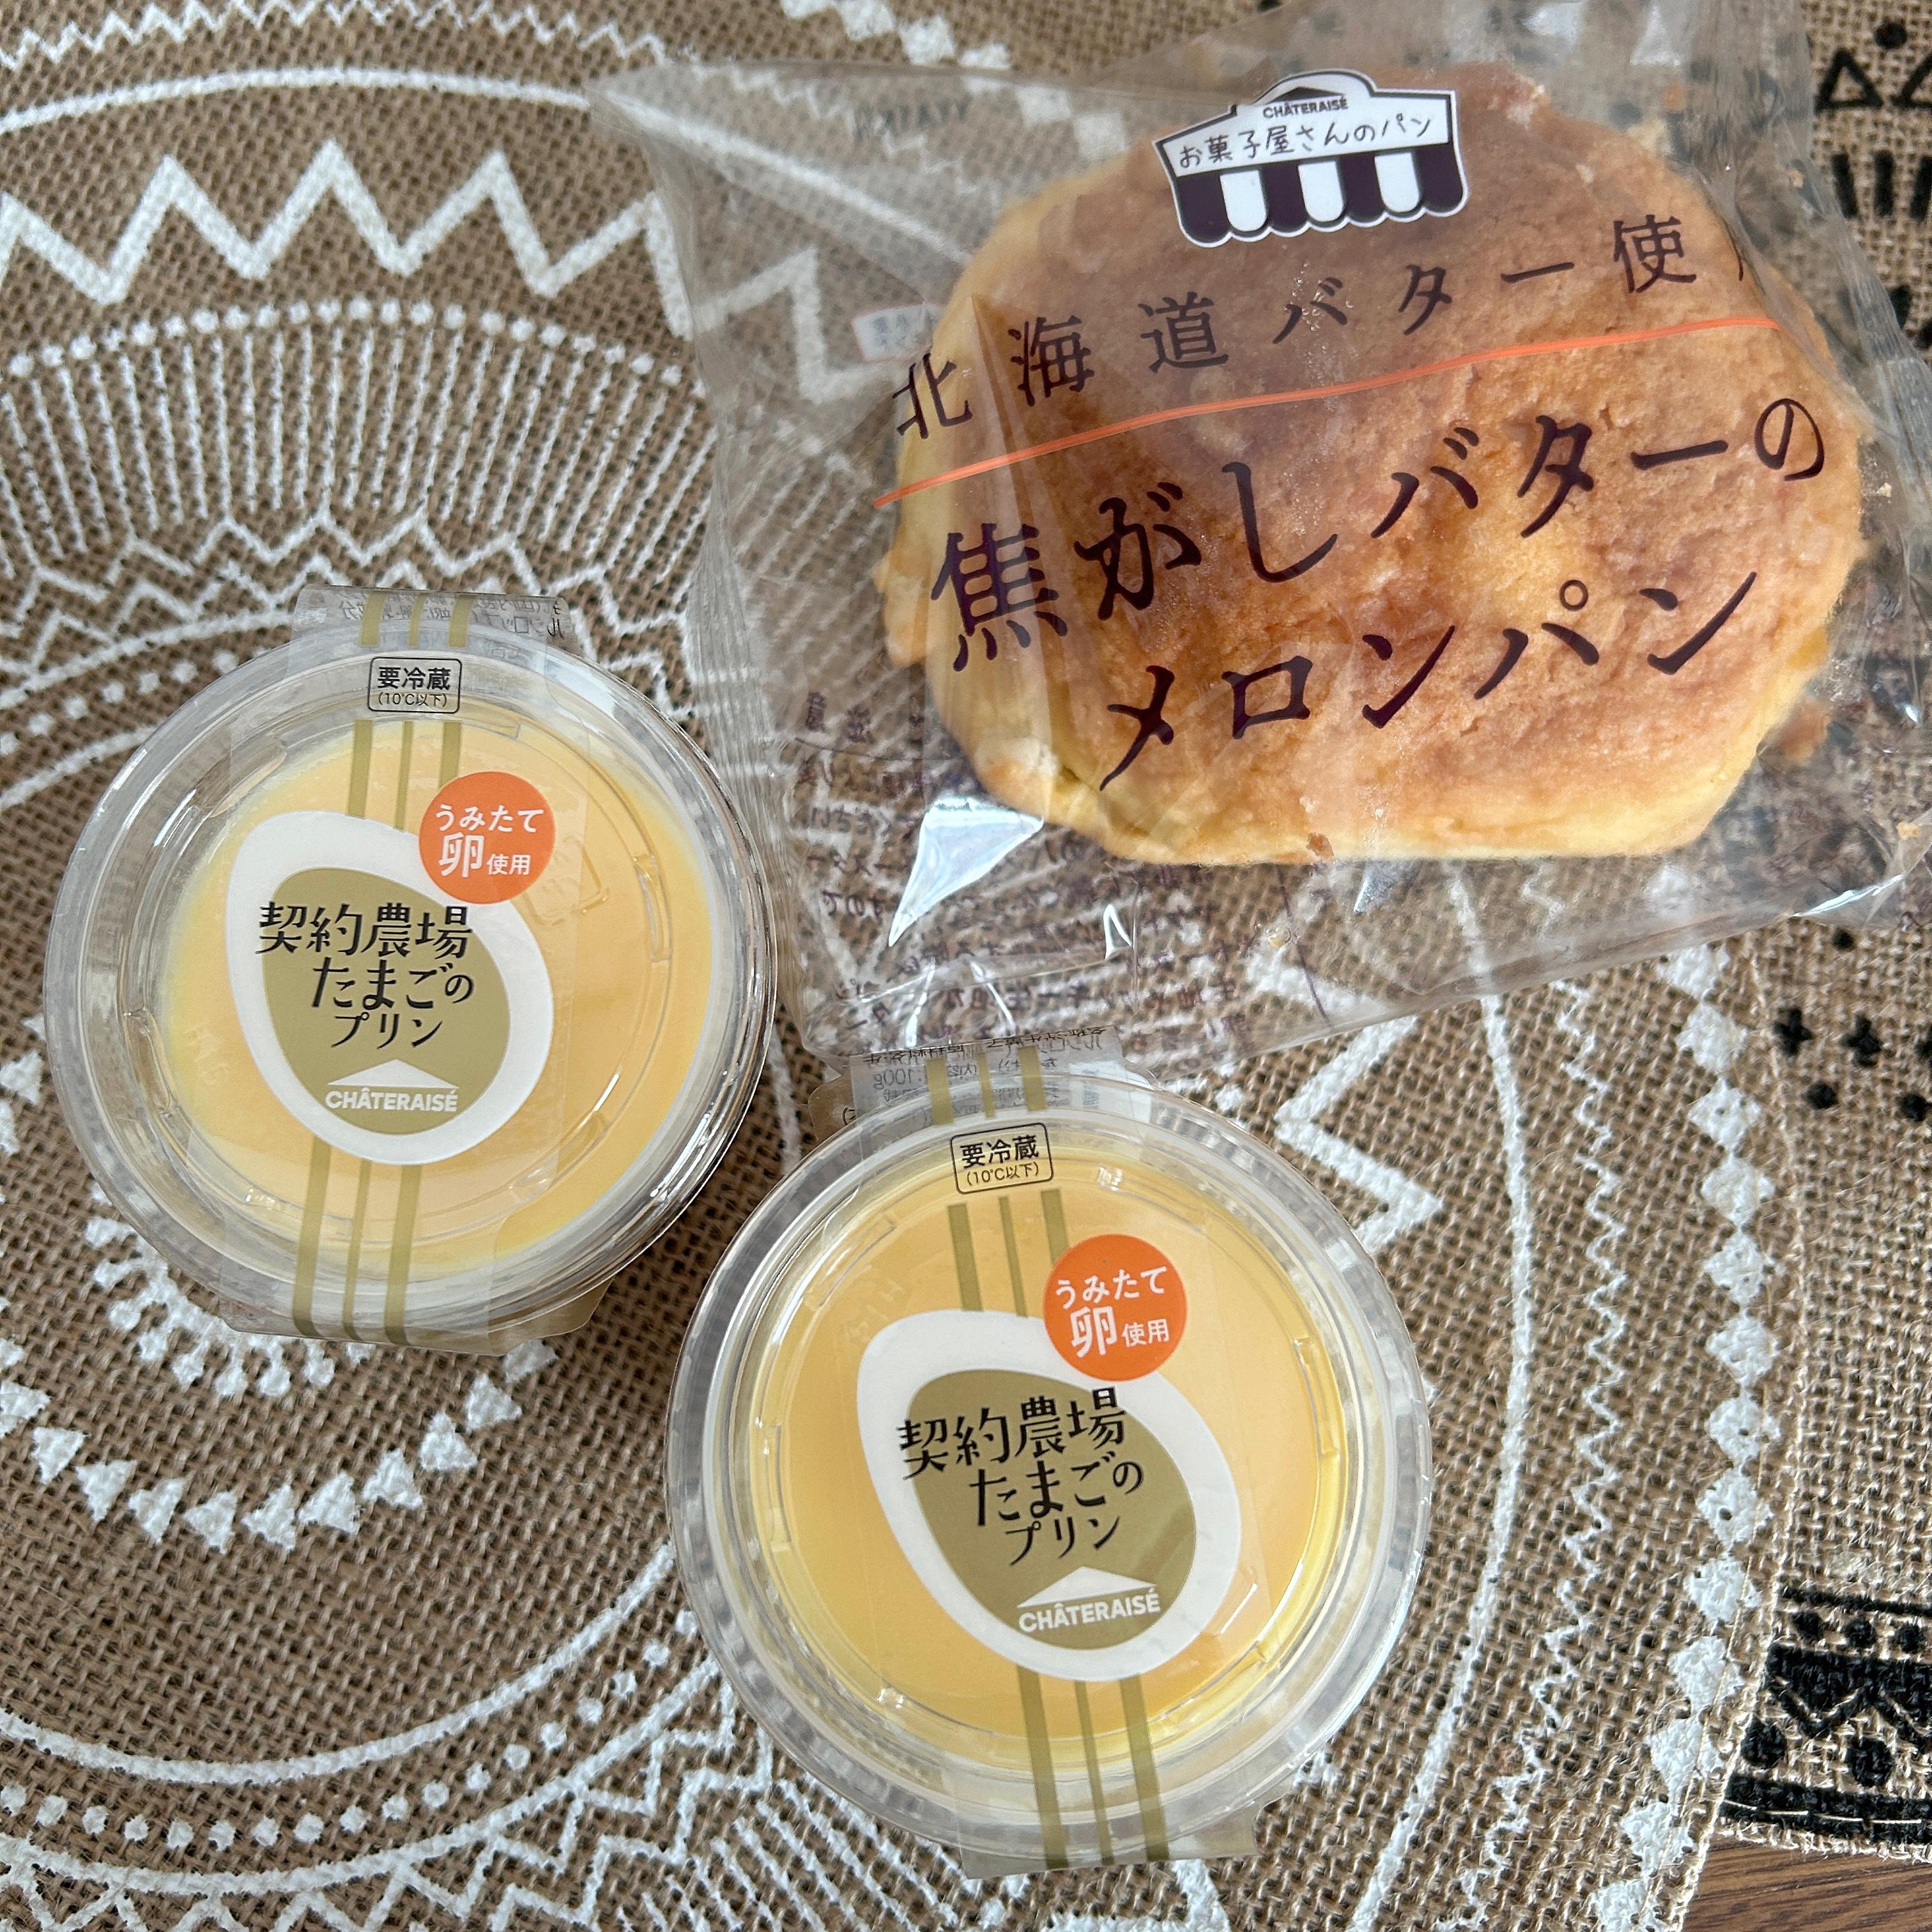 CHÂTERAISÉ
お菓子屋さんのパン
北海道バター使
焦がしバターの
メロンパン
要冷蔵
(10℃以下)
うみたて
卵使用
契約農場
たまごの
プリン
CHÂTERAISÉ
要冷蔵
(10℃以下)
うみたて
卵使用
契約農場
たまごの
プリン
CHÂTERAISÉ